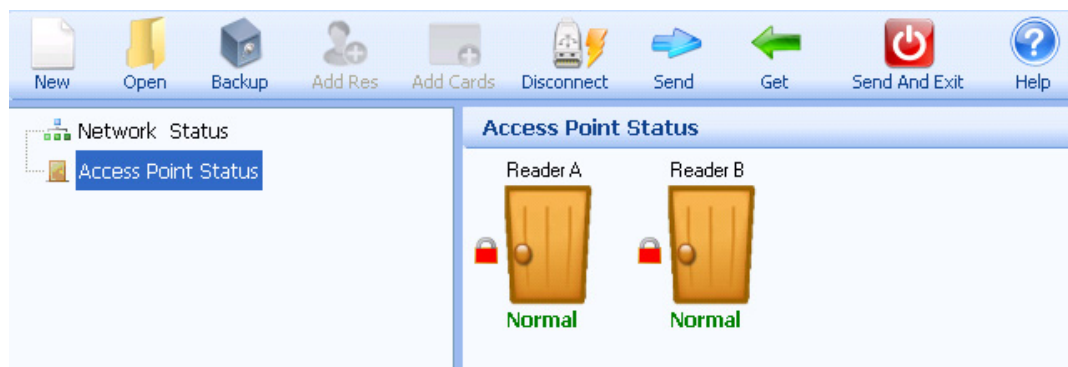 New Open Backup Add Res Add Cards Disconnect Send Get Send And Exit Help
Network Status
Access Point Status
Access Point Status
Reader A Reader B
Normal Normal